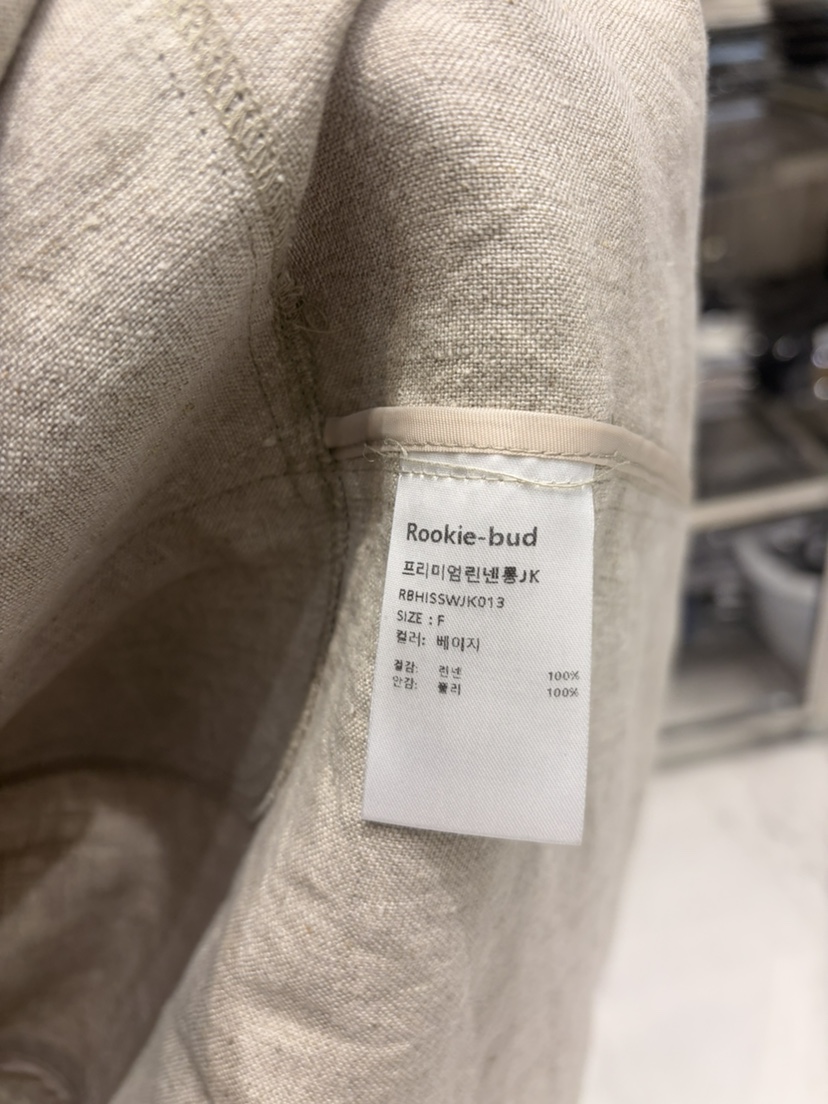 Rookie-bud
프리미엄린넨롱JK
RBHISSWJK013
SIZE : F
컬러: 베이지
겉감: 린넨 100%
안감: 폴리 100%